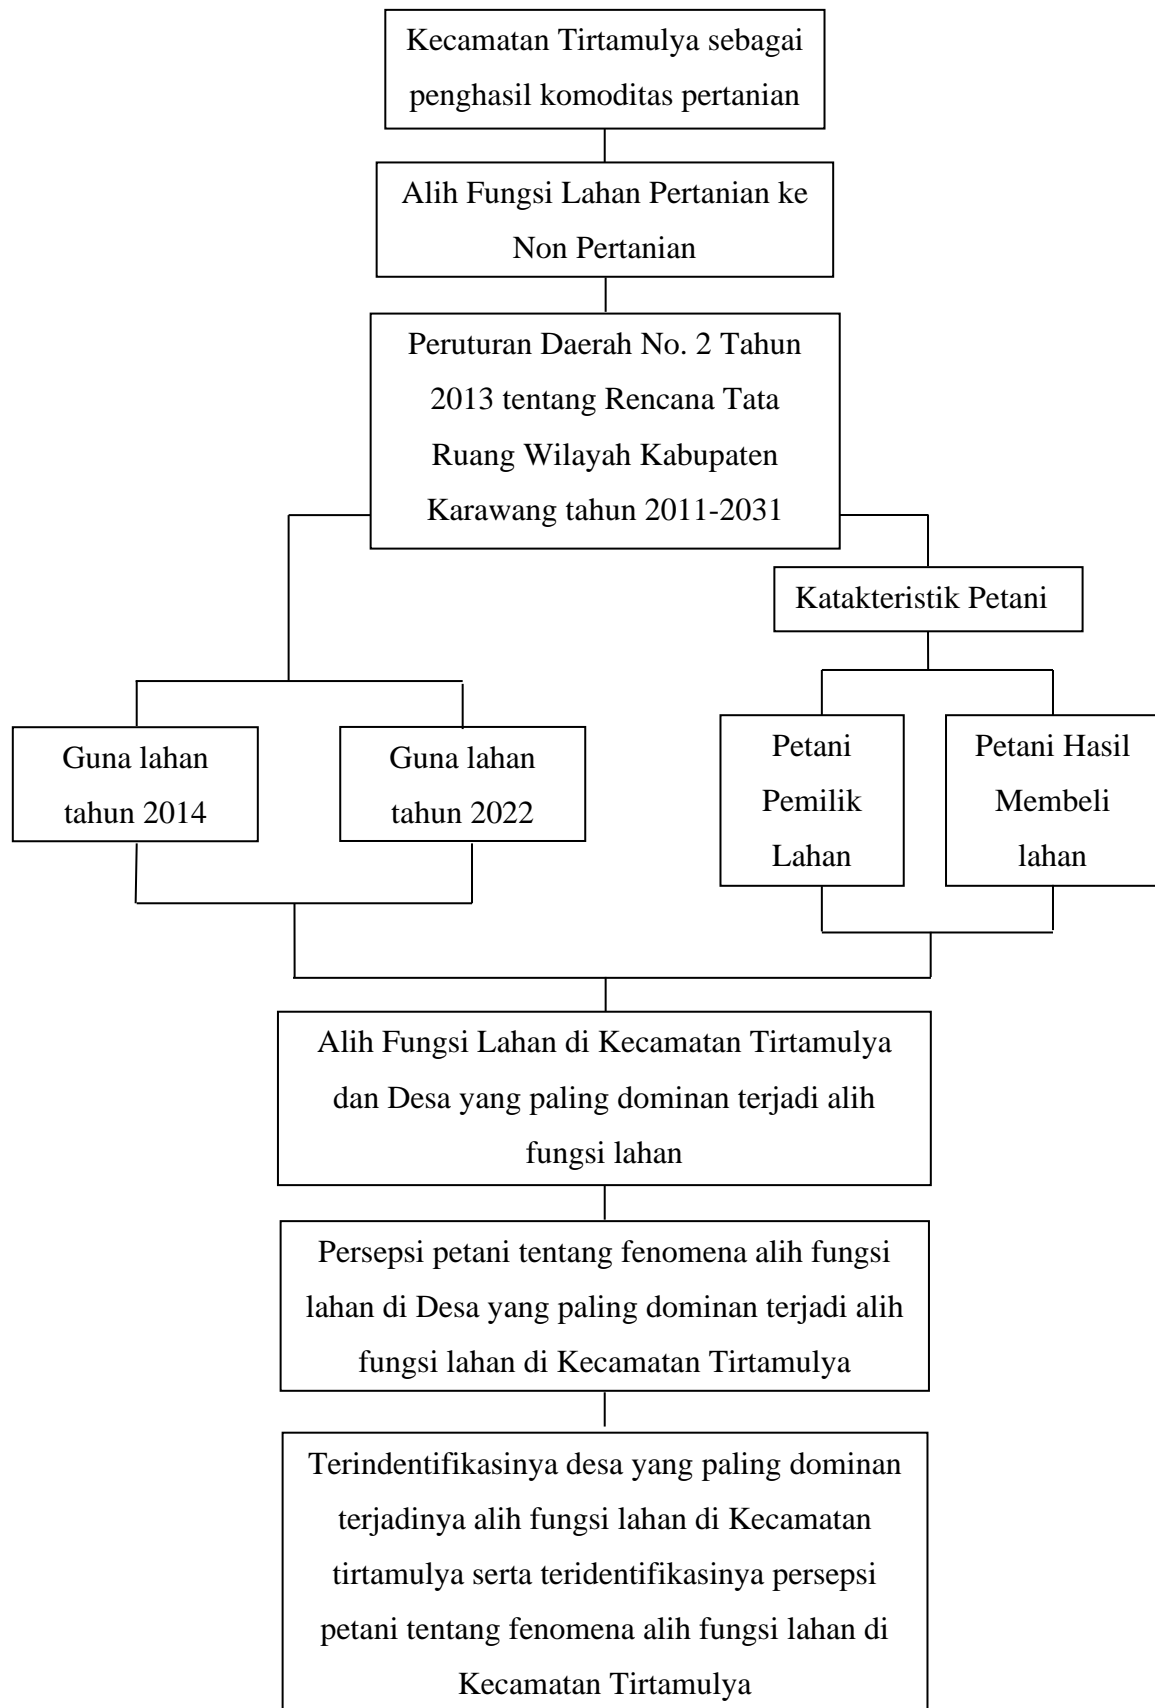 Kecamatan Tirtamulya sebagai
penghasil komoditas pertanian
Alih Fungsi Lahan Pertanian ke
Non Pertanian
Peruturan Daerah No. 2 Tahun
2013 tentang Rencana Tata
Ruang Wilayah Kabupaten
Karawang tahun 2011-2031
Katakteristik Petani
Guna lahan
tahun 2014
Guna lahan
tahun 2022
Petani
Pemilik
Lahan
Petani Hasil
Membeli
lahan
Alih Fungsi Lahan di Kecamatan Tirtamulya
dan Desa yang paling dominan terjadi alih
fungsi lahan
Persepsi petani tentang fenomena alih fungsi
lahan di Desa yang paling dominan terjadi alih
fungsi lahan di Kecamatan Tirtamulya
Terindentifikasinya desa yang paling dominan
terjadinya alih fungsi lahan di Kecamatan
tirtamulya serta teridentifikasinya persepsi
petani tentang fenomena alih fungsi lahan di
Kecamatan Tirtamulya